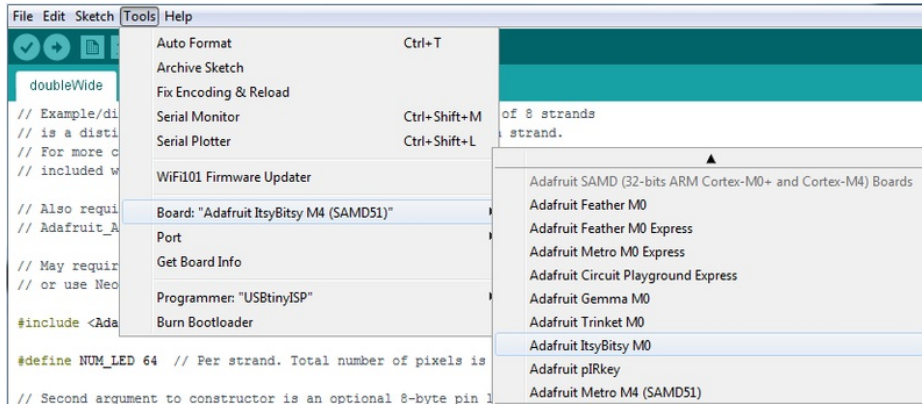 File Edit Sketch Tools Help
doubleWide
Auto Format Ctrl+T
Archive Sketch
Fix Encoding & Reload
Serial Monitor Ctrl+Shift+M
Serial Plotter Ctrl+Shift+L
WiFi101 Firmware Updater
Board: "Adafruit ItsyBitsy M4 (SAMD51)"
Port
Get Board Info
Programmer: "USBtinyISP"
Burn Bootloader
Adafruit SAMD (32-bits ARM Cortex-M0+ and Cortex-M4) Boards
Adafruit Feather M0
Adafruit Feather M0 Express
Adafruit Metro M0 Express
Adafruit Circuit Playground Express
Adafruit Gemma M0
Adafruit Trinket M0
Adafruit ItsyBitsy M0
Adafruit pIRkey
Adafruit Metro M4 (SAMD51)
// Example/di of 8 strands
// is a disti strand.
// For more c
// included w
// Also requi
// Adafruit_A
// May requir
// or use Neo
#include <Ada
#define NUM_LED 64 // Per strand. Total number of pixels is
// Second argument to constructor is an optional 8-byte pin l